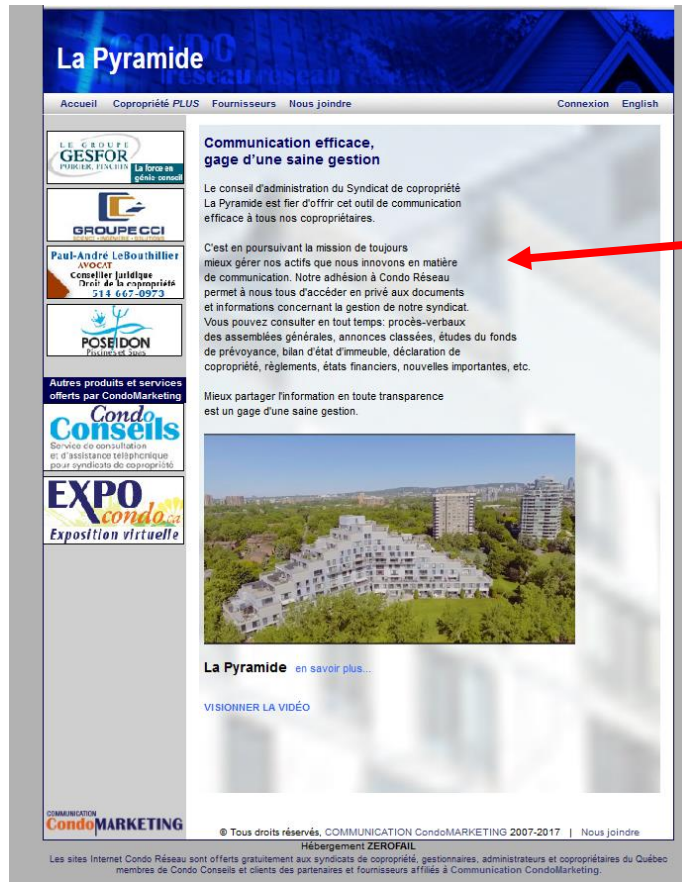 La Pyramide
Accueil Copropriété PLUS Fournisseurs Nous joindre Connexion English
LE GROUPE
GESFOR
POIRIER, PINCHIN
La force en
génie conseil
GROUPE CCI
Paul-André LeBouthillier
AVOCAT
Conseiller juridique
Droit de la copropriété
514 667-0973
POSEIDON
Piscines et Spas
Autres produits et services
offerts par CondoMarketing
Condo
Conseils
Service de consultation
et d'assistance téléphonique
pour syndicats de copropriété
EXPO
condo.ca
Exposition virtuelle
Communication efficace,
gage d'une saine gestion
Le conseil d'administration du Syndicat de copropriété
La Pyramide est fier d'offrir cet outil de communication
efficace à tous nos copropriétaires.
C'est en poursuivant la mission de toujours
mieux gérer nos actifs que nous innovons en matière
de communication. Notre adhésion à Condo Réseau
permet à nous tous d'accéder en privé aux documents
et informations concernant la gestion de notre syndicat.
Vous pouvez consulter en tout temps: procès-verbaux
des assemblées générales, annonces classées, études du fonds
de prévoyance, bilan d'état d'immeuble, déclaration de
copropriété, règlements, états financiers, nouvelles importantes, etc.
Mieux partager l'information en toute transparence
est un gage d'une saine gestion.
La Pyramide en savoir plus...
VISIONNER LA VIDÉO
COMMUNICATION
CondoMARKETING
© Tous droits réservés, COMMUNICATION CondoMARKETING 2007-2017 | Nous joindre
Hébergement ZEROFAIL
Les sites Internet Condo Réseau sont offerts gratuitement aux syndicats de copropriété, gestionnaires, administrateurs et copropriétaires du Québec
membres de Condo Conseils et clients des partenaires et fournisseurs affiliés à Communication CondoMarketing.